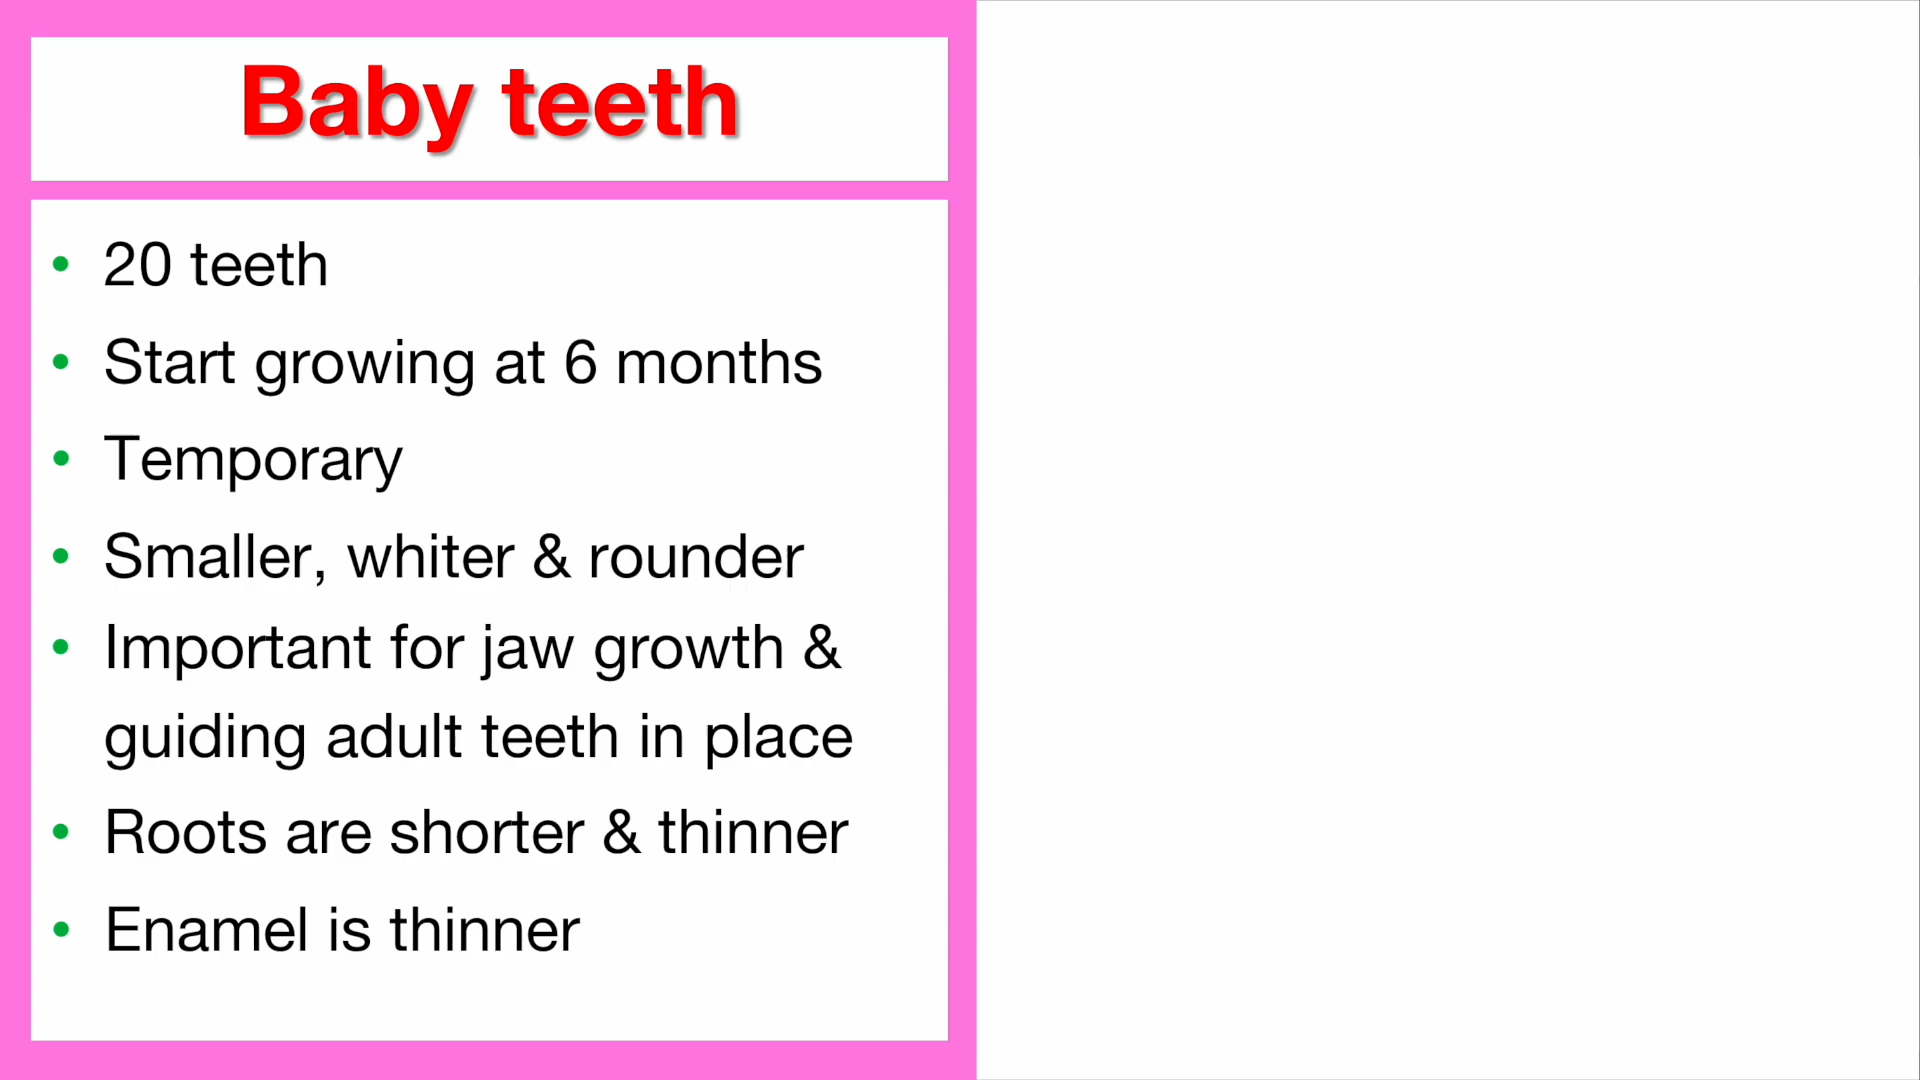 Baby teeth
• 20 teeth
• Start growing at 6 months
• Temporary
• Smaller, whiter & rounder
• Important for jaw growth &
guiding adult teeth in place
• Roots are shorter & thinner
• Enamel is thinner